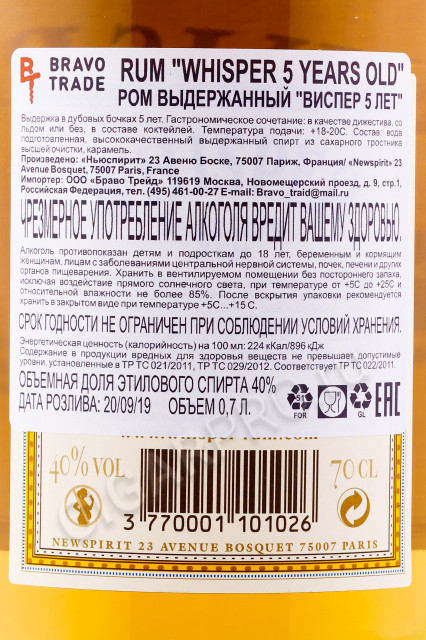 BRAVO
TRADE
RUM "WHISPER 5 YEARS OLD"
РОМ ВЫДЕРЖАННЫЙ "ВИСПЕР 5 ЛЕТ"
Выдержка в дубовых бочках 5 лет. Гастрономическое сочетание: в качестве дижестива, со
льдом или без, в составе коктейлей. Температура подачи: +18-20С. Состав: вода
подготовленная, высококачественный выдержанный спирт из сахарного тростника
высшей очистки, карамель.
Произведено: «Ньюспирит» 23 Авеню Боске, 75007 Париж, Франция/ «Newspirit» 23
Avenue Bosquet, 75007 Paris, France
Импортер: ООО «Браво Трейд» 119619 Москва, Новомещерский проезд, д. 9, стр.1,
Российская Федерация, тел. (495) 461-00-27 E-mail: Bravo_traid@mail.ru
ЧРЕЗМЕРНОЕ УПОТРЕБЛЕНИЕ АЛКОГОЛЯ ВРЕДИТ ВАШЕМУ ЗДОРОВЬЮ.
Алкоголь противопоказан детям и подросткам до 18 лет, беременным и кормящим
женщинам, лицам с заболеваниями центральной нервной системы, почек, печени и других
органов пищеварения. Хранить в вентилируемом помещении без постороннего запаха,
исключая воздействие прямого солнечного света, при температуре от +5С до +25С и
относительной влажности не более 85%. После вскрытия упаковки рекомендуется
хранить в закрытом виде при температуре +5С...+15 С.
СРОК ГОДНОСТИ НЕ ОГРАНИЧЕН ПРИ СОБЛЮДЕНИИ УСЛОВИЙ ХРАНЕНИЯ.
Энергетическая ценность (калорийность) на 100 мл: 224 кКал/896 кДж
Содержание в продукции вредных для здоровья веществ не превышает допустимые
уровни, установленные в ТР ТС 021/2011, ТР ТС 029/2012. Соответствует ТР ТС 022/2011.
ОБЪЕМНАЯ ДОЛЯ ЭТИЛОВОГО СПИРТА 40%
ДАТА РОЗЛИВА: 20/09/19 ОБЪЕМ 0,7 Л.
51
FOR
GL
EAC
40% VOL
70 CL
3 770001 101026
NEWSPIRIT 23 AVENUE BOSQUET 75007 PARIS